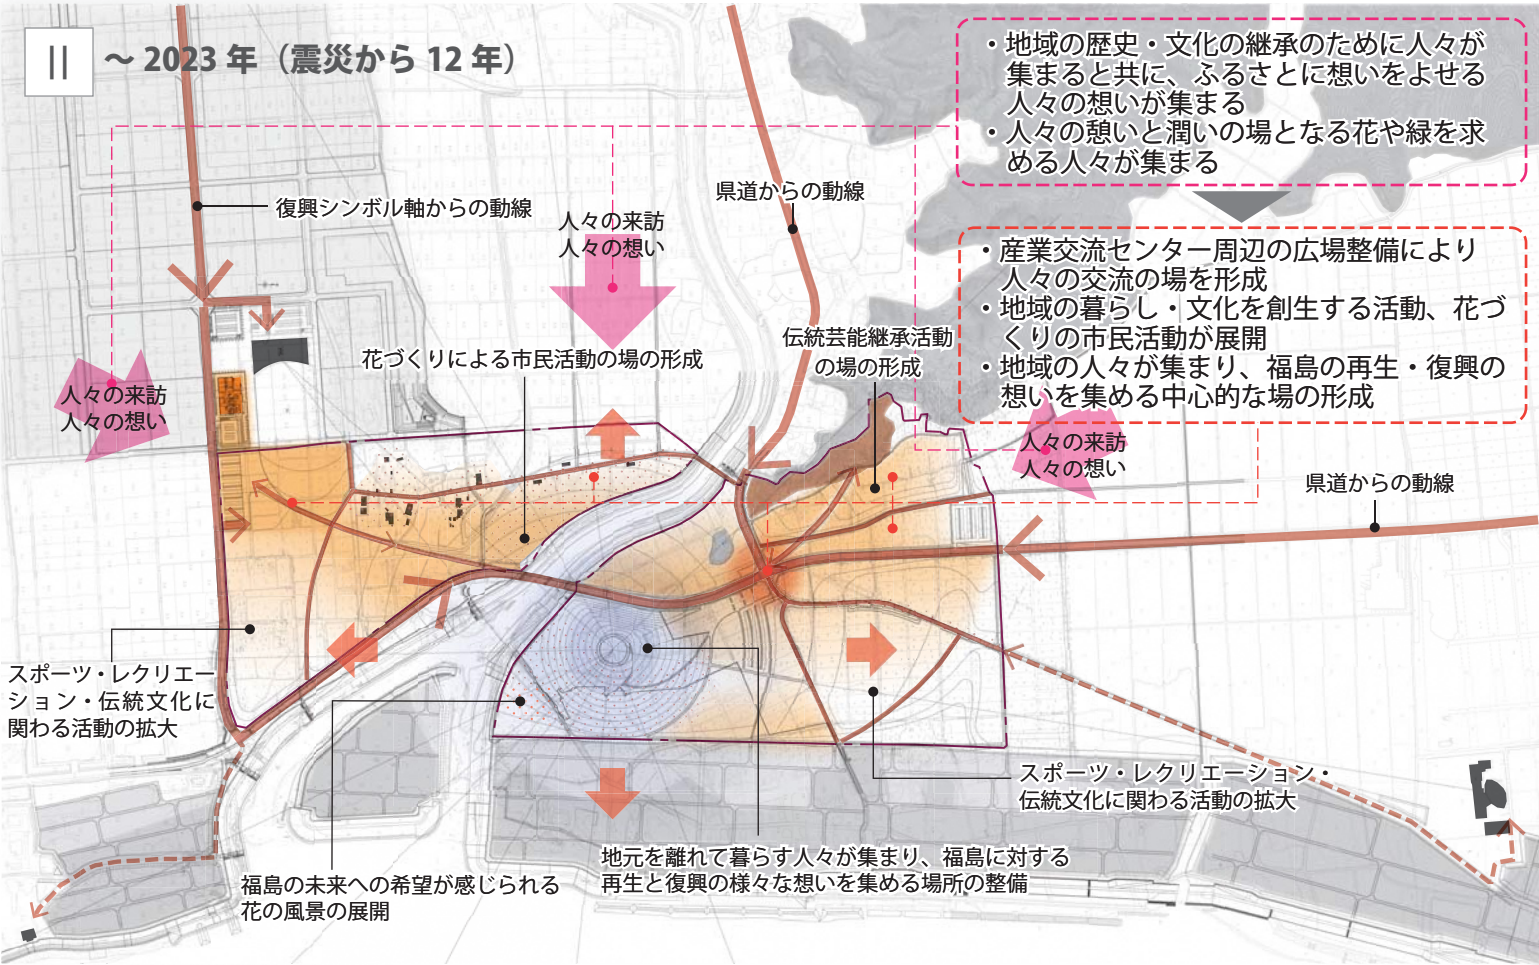 II
～ 2023 年（震災から 12 年）
・地域の歴史・文化の継承のために人々が
集まると共に、ふるさとに想いをよせる
人々の想いが集まる
・人々の憩いと潤いの場となる花や緑を求
める人々が集まる
復興シンボル軸からの動線
人々の来訪
人々の想い
県道からの動線
・産業交流センター周辺の広場整備により
人々の交流の場を形成
・地域の暮らし・文化を創生する活動、花づ
くりの市民活動が展開
・地域の人々が集まり、福島の再生・復興の
想いを集める中心的な場の形成
花づくりによる市民活動の場の形成
伝統芸能継承活動
の場の形成
人々の来訪
人々の想い
人々の来訪
人々の想い
県道からの動線
スポーツ・レクリエー
ション・伝統文化に
関わる活動の拡大
スポーツ・レクリエーション・
伝統文化に関わる活動の拡大
地元を離れて暮らす人々が集まり、福島に対する
再生と復興の様々な想いを集める場所の整備
福島の未来への希望が感じられる
花の風景の展開